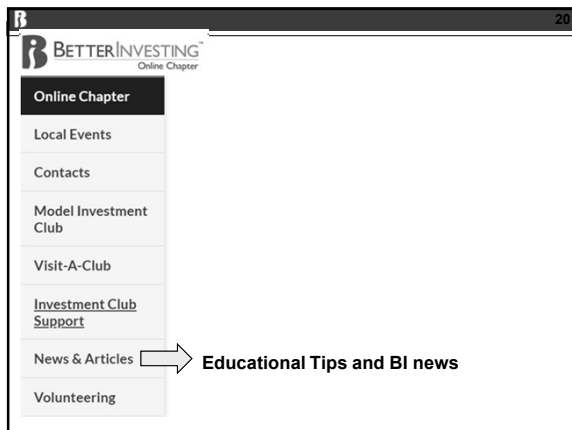 20
BETTERINVESTING™
Online Chapter
Online Chapter
Local Events
Contacts
Model Investment
Club
Visit-A-Club
Investment Club
Support
News & Articles
Educational Tips and BI news
Volunteering